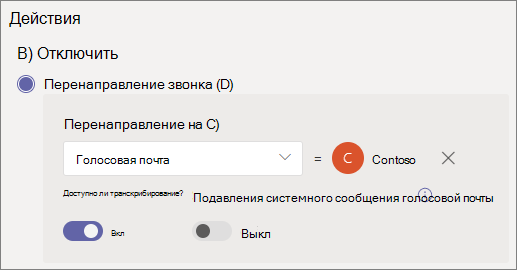 Действия
В) Отключить
Перенаправление звонка (D)
Перенаправление на С)
Голосовая почта = C Contoso
Доступно ли транскрибирование? Подавления системного сообщения голосовой почты
Вкл Выкл